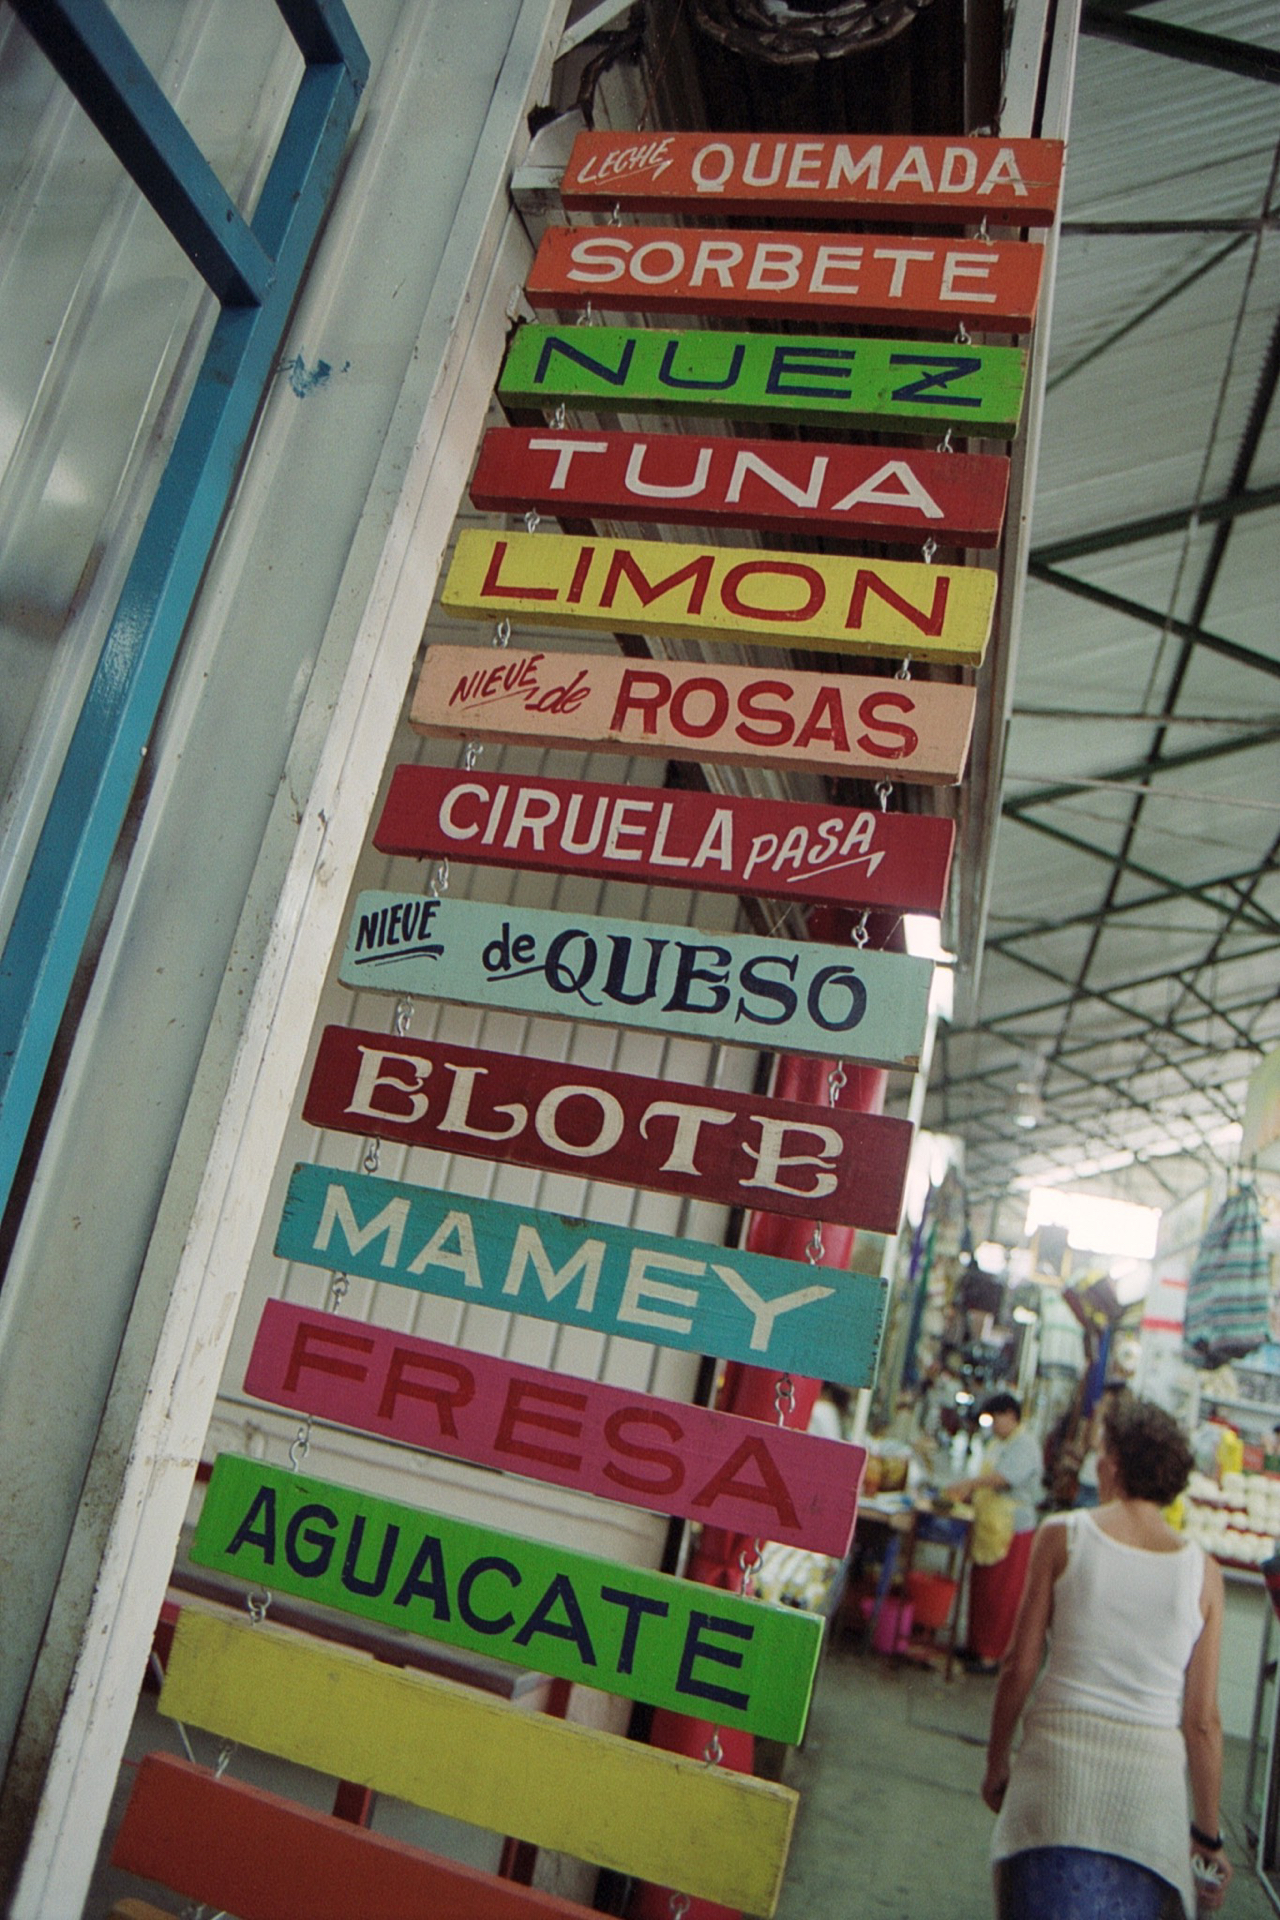 LECHE QUEMADA
SORBETE
NUEZ
TUNA
LIMON
NIEVE de ROSAS
CIRUELA PASA
NIEVE de QUESO
ELOTE
MAMEY
FRESA
AGUACATE